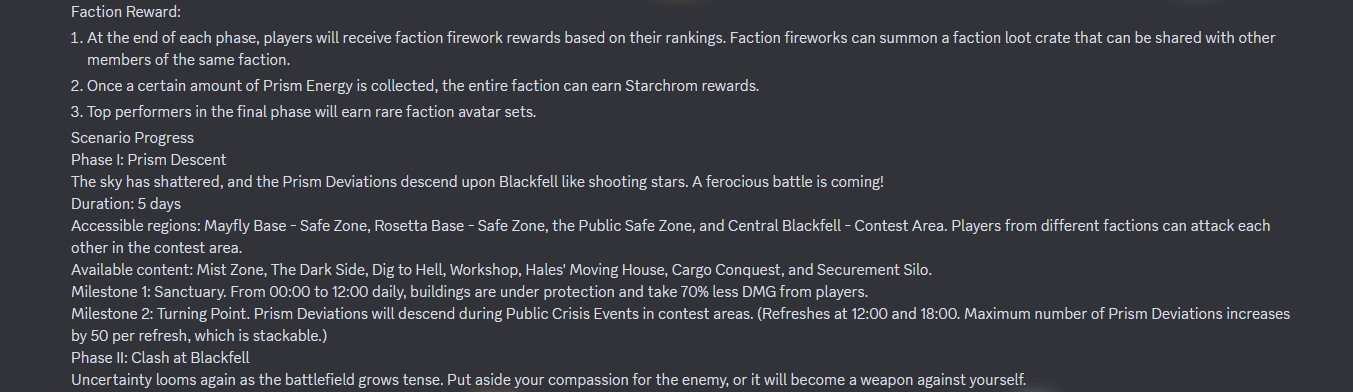 Faction Reward:
1. At the end of each phase, players will receive faction firework rewards based on their rankings. Faction fireworks can summon a faction loot crate that can be shared with other
members of the same faction.
2. Once a certain amount of Prism Energy is collected, the entire faction can earn Starchrom rewards.
3. Top performers in the final phase will earn rare faction avatar sets.
Scenario Progress
Phase I: Prism Descent
The sky has shattered, and the Prism Deviations descend upon Blackfell like shooting stars. A ferocious battle is coming!
Duration: 5 days
Accessible regions: Mayfly Base - Safe Zone, Rosetta Base - Safe Zone, the Public Safe Zone, and Central Blackfell - Contest Area. Players from different factions can attack each
other in the contest area.
Available content: Mist Zone, The Dark Side, Dig to Hell, Workshop, Hales' Moving House, Cargo Conquest, and Securement Silo.
Milestone 1: Sanctuary. From 00:00 to 12:00 daily, buildings are under protection and take 70% less DMG from players.
Milestone 2: Turning Point. Prism Deviations will descend during Public Crisis Events in contest areas. (Refreshes at 12:00 and 18:00. Maximum number of Prism Deviations increases
by 50 per refresh, which is stackable.)
Phase II: Clash at Blackfell
Uncertainty looms again as the battlefield grows tense. Put aside your compassion for the enemy, or it will become a weapon against yourself.